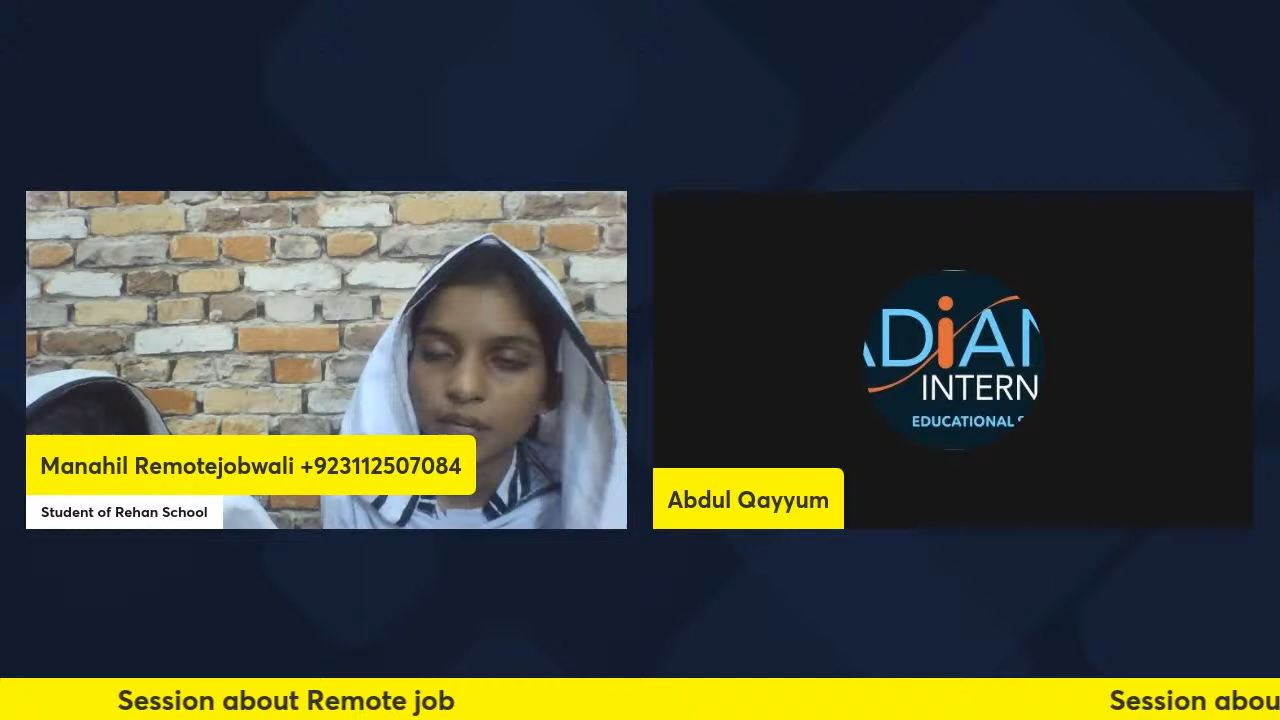 Manahil Remotejobwali +923112507084
Student of Rehan School
ADiAN
INTERN
EDUCATIONAL S
Abdul Qayyum
Session about Remote job
Session abou